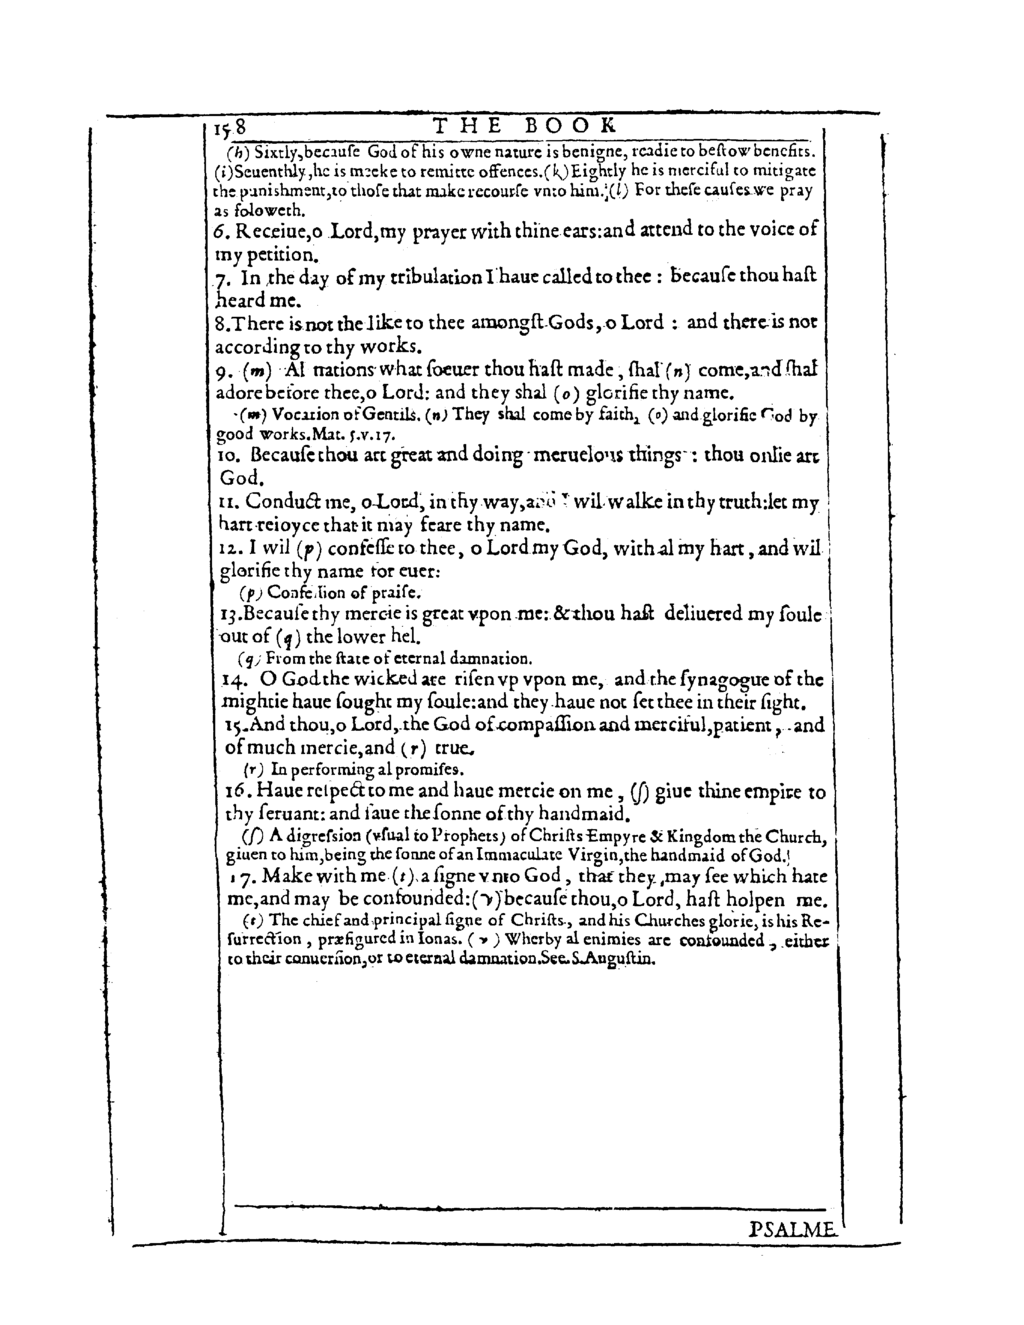 158 THE BOOK
(h) Sixtly,becauſe God of his owne nature is benigne, readie to beſtow benefits.
(i)Seuenthly,he is meeke to remitte offences.(k)Eightly he is merciful to mitigate
the puniſhment,to thoſe that make recourſe vnto him.(l) For theſe cauſes we pray
as foloweth.
6. Receiue,o Lord,my prayer with thine eares:and attend to the voice of
my petition.
7. In the day of my tribulation I haue called to thee : becauſe thou haſt
heard me.
8.There is not the like to thee amongſt Gods, o Lord : and there is not
according to thy works.
9. (m) Al nations what ſoeuer thou haſt made, ſhal (n) come,and ſhal
adore before thee,o Lord: and they shal (o) glorifie thy name.
(m) Vocation of Gentils. (n) They shal come by faith, (o) and glorifie God by
good works.Mat. 5.v.17.
10. Becauſe thou art great and doing meruelous things : thou onlie art
God.
11. Conduct me, o Lord, in thy way,and I wil walke in thy truth:let my
hart reioyce that it may feare thy name.
12. I wil (p) confeſſe to thee, o Lord my God, with al my hart, and wil
glorifie thy name for euer:
(p) Confeſſion of praiſe.
13.Becauſe thy mercie is great vpon me: & thou haſt deliuered my ſoule
out of (q) the lower hel.
(q) From the ſtate of eternal damnation.
14. O God the wicked are riſen vp vpon me, and the ſynagogue of the
mightie haue ſought my ſoule:and they haue not ſet thee in their ſight.
15.And thou,o Lord, the God of compaſſion and merciful,patient, and
of much mercie,and (r) true.
(r) In performing al promiſes.
16. Haue reſpect to me and haue mercie on me, (ſ) giue thine empire to
thy ſeruant: and ſaue the ſonne of thy handmaid.
(ſ) A digreſsion (vſual to Prophets) of Chriſts Empyre & Kingdom the Church,
giuen to him,being the ſonne of an Immaculate Virgin,the handmaid of God.
17. Make with me (t) a ſigne vnto God, that they may ſee which hate
me,and may be confounded:(v)becauſe thou,o Lord, haſt holpen me.
(t) The chief and principal ſigne of Chriſts, and his Churches glorie, is his Re-
ſurrection, præfigured in Ionas. (v) Wherby al enimies are confounded, either
to their conuerſion,or to eternal damnation.See S.Auguſtin.
PSALME